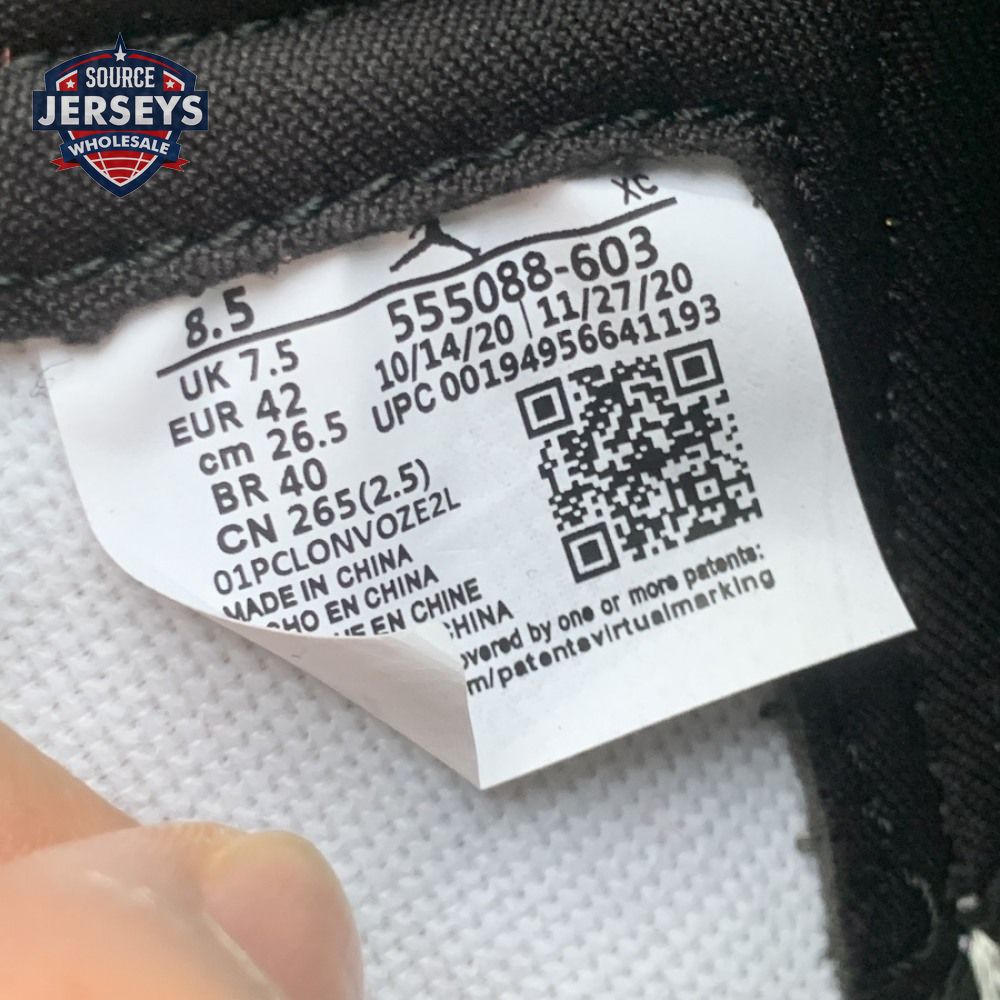 SOURCE
JERSEYS
WHOLESALE
XC
8.5
UK 7.5
EUR 42
cm 26.5
BR 40
CN 265(2.5)
01PCLONVOZE2L
MADE IN CHINA
CHO EN CHINA
EN CHINE
CHINA
555088-603
10/14/20 | 11/27/20
UPC 00194956641193
overed by one or more patents:
m/patentsvirtualmarking